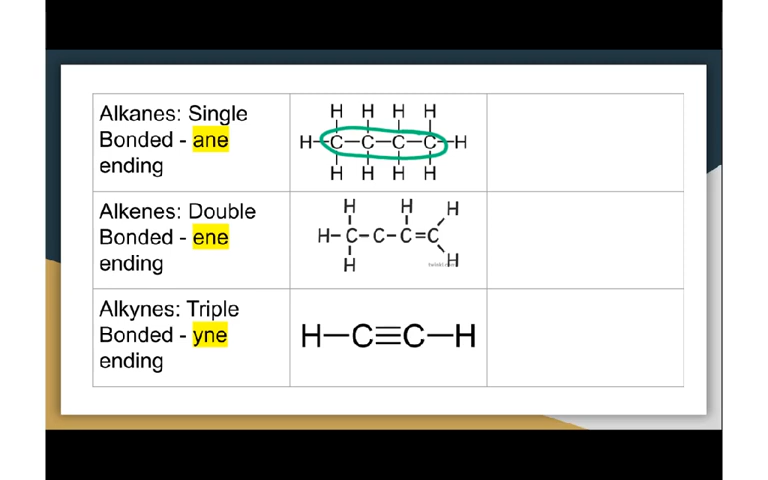 Alkanes: Single
Bonded - ane
ending
H H H H
H-C-C-C-C-H
H H H H
Alkenes: Double
Bonded - ene
ending
H H H
H-C-C-C=C
H H
Alkynes: Triple
Bonded - yne
ending
H-C≡C-H